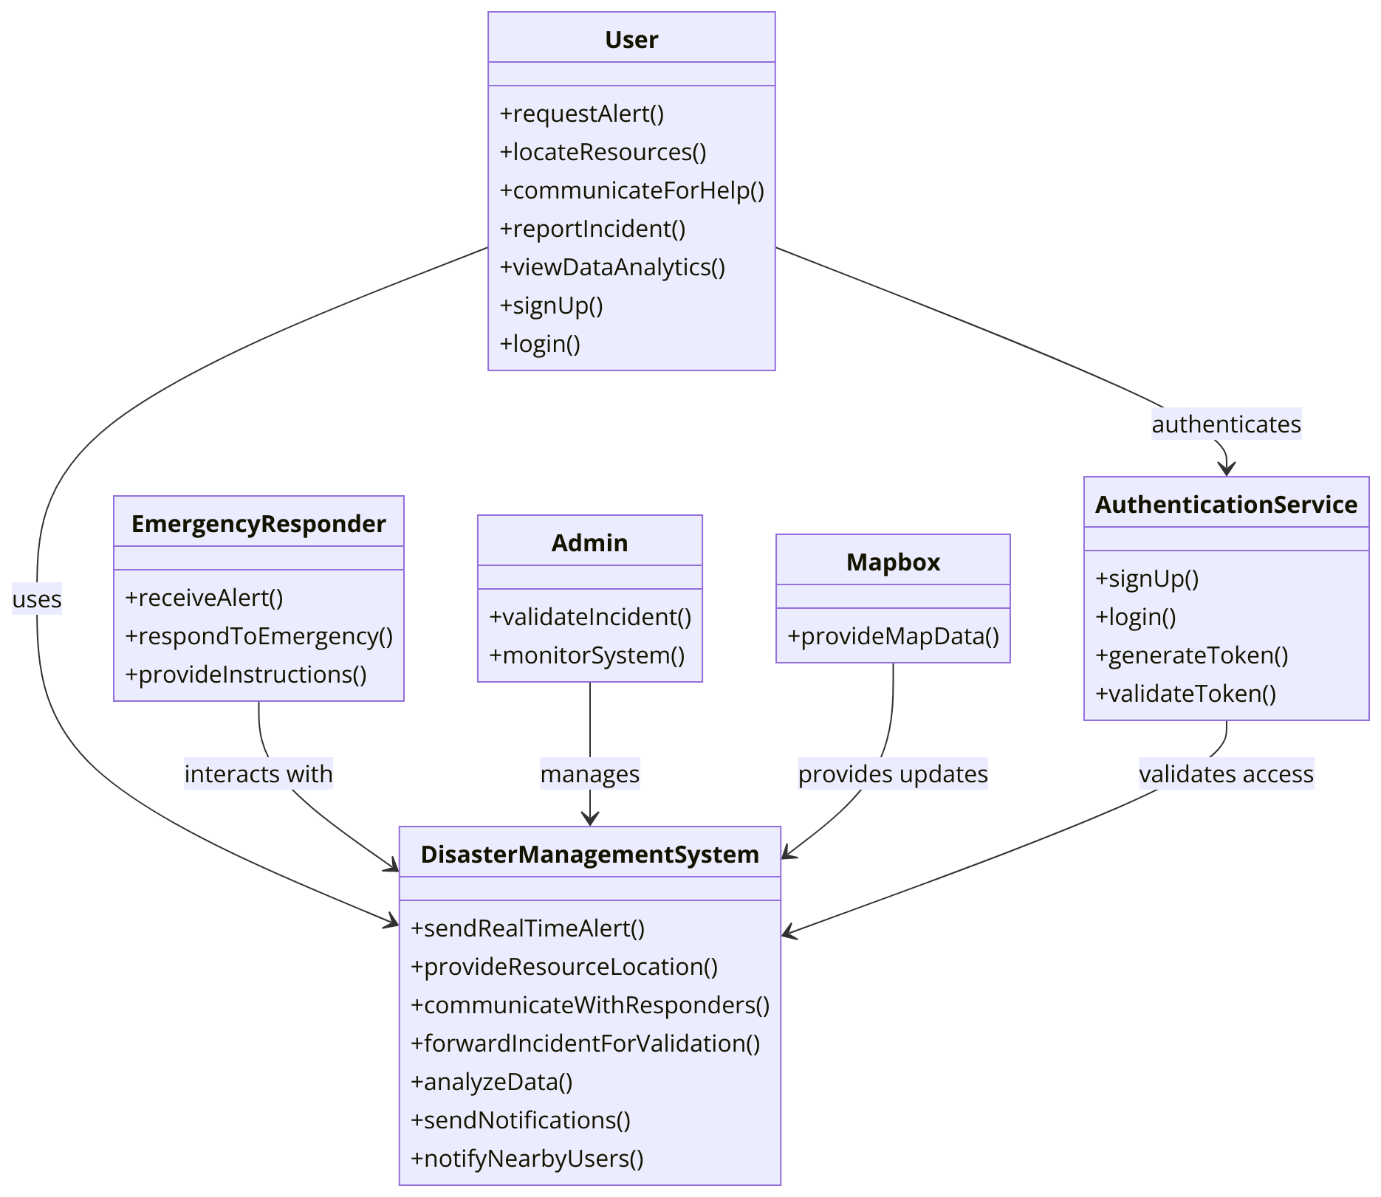 User
+requestAlert()
+locateResources()
+communicateForHelp()
+reportIncident()
+viewDataAnalytics()
+signUp()
+login()
authenticates
uses
EmergencyResponder
+receiveAlert()
+respondToEmergency()
+provideInstructions()
Admin
+validateIncident()
+monitorSystem()
Mapbox
+provideMapData()
AuthenticationService
+signUp()
+login()
+generateToken()
+validateToken()
interacts with
manages
provides updates
validates access
DisasterManagementSystem
+sendRealTimeAlert()
+provideResourceLocation()
+communicateWithResponders()
+forwardIncidentForValidation()
+analyzeData()
+sendNotifications()
+notifyNearbyUsers()